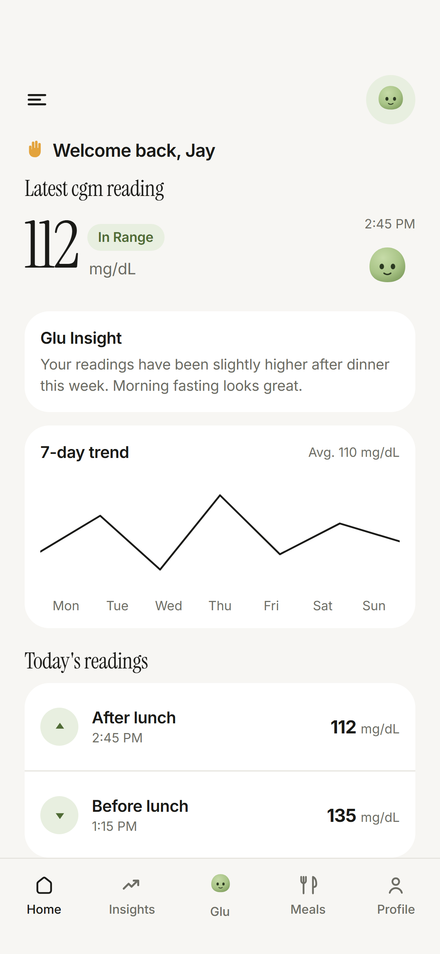 Welcome back, Jay
Latest cgm reading
112
In Range
mg/dL
2:45 PM
Glu Insight
Your readings have been slightly higher after dinner
this week. Morning fasting looks great.
7-day trend
Avg. 110 mg/dL
Mon Tue Wed Thu Fri Sat Sun
Today's readings
After lunch
2:45 PM
112 mg/dL
Before lunch
1:15 PM
135 mg/dL
Home Insights Glu Meals Profile